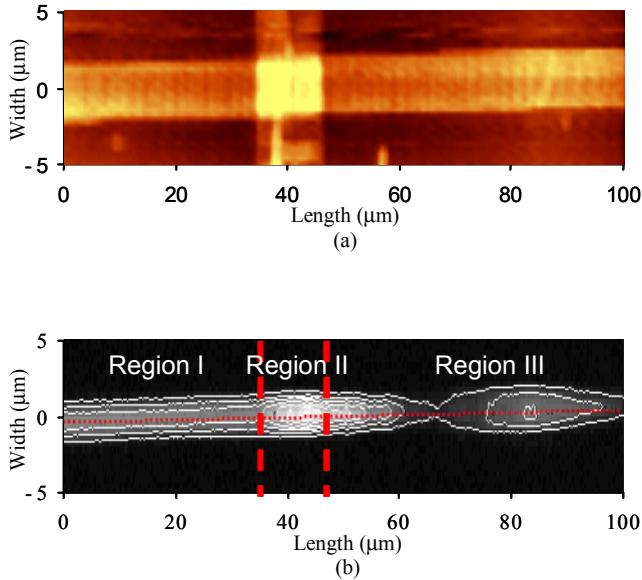 5
0
- 5
Width (μm)
0
20
40
60
80
100
Length (μm)
(a)
Region I
Region II
Region III
5
0
- 5
Width (μm)
0
20
40
60
80
100
Length (μm)
(b)